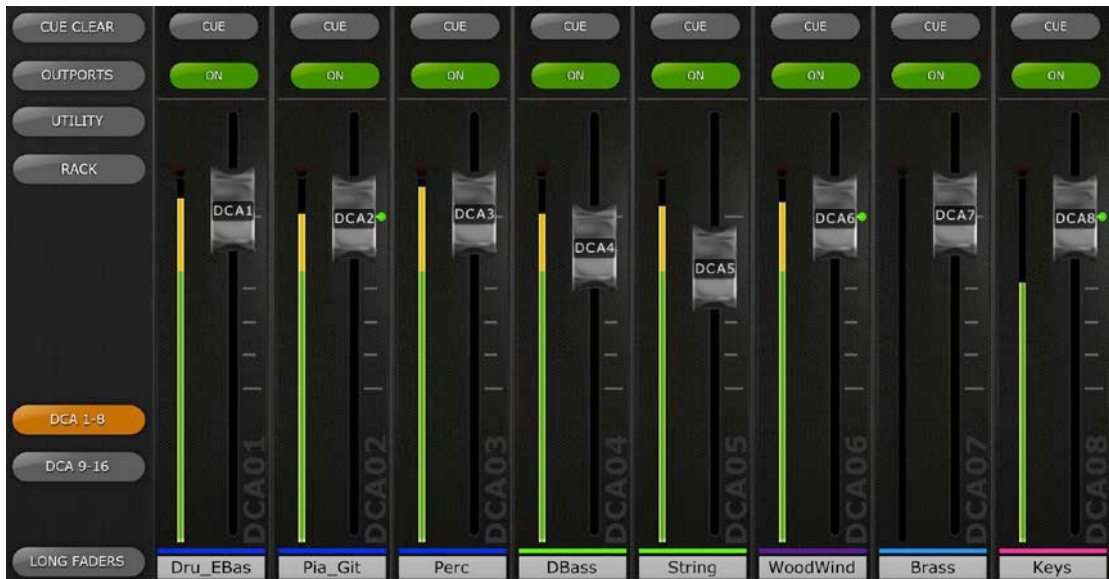 CUE CLEAR CUE CUE CUE CUE CUE CUE CUE CUE
OUTPORTS ON ON ON ON ON ON ON ON
UTILITY
RACK
DCA1 DCA2 DCA3 DCA4 DCA5 DCA6 DCA7 DCA8
DCA 1-8
DCA 9-16
DCA01 DCA02 DCA03 DCA04 DCA05 DCA06 DCA07 DCA08
LONG FADERS Dru_EBas Pia_Git Perc DBass String WoodWind Brass Keys